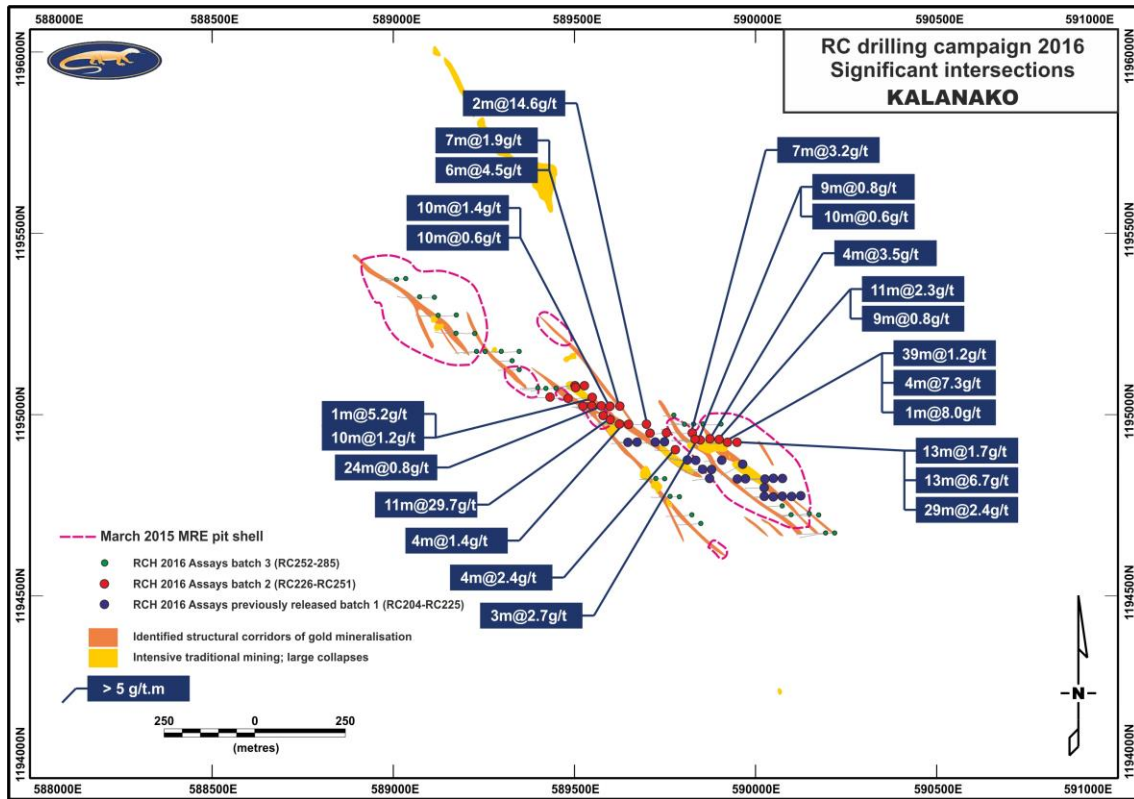 588000E 588500E 589000E 589500E 590000E 590500E 591000E
1196000N
1196000N
RC drilling campaign 2016
Significant intersections
KALANAKO
2m@14.6g/t
7m@1.9g/t
6m@4.5g/t
10m@1.4g/t
10m@0.6g/t
7m@3.2g/t
9m@0.8g/t
10m@0.6g/t
4m@3.5g/t
11m@2.3g/t
9m@0.8g/t
39m@1.2g/t
4m@7.3g/t
1m@8.0g/t
1195500N
1195500N
1195000N
1195000N
1m@5.2g/t
10m@1.2g/t
24m@0.8g/t
11m@29.7g/t
4m@1.4g/t
4m@2.4g/t
3m@2.7g/t
13m@1.7g/t
13m@6.7g/t
29m@2.4g/t
March 2015 MRE pit shell
RCH 2016 Assays batch 3 (RC252-285)
RCH 2016 Assays batch 2 (RC226-RC251)
RCH 2016 Assays previously released batch 1 (RC204-RC225)
Identified structural corridors of gold mineralisation
Intensive traditional mining; large collapses
> 5 g/t.m
1194500N
1194500N
250 0 250
(metres)
N
1194000N
1194000N
588000E 588500E 589000E 589500E 590000E 590500E 591000E